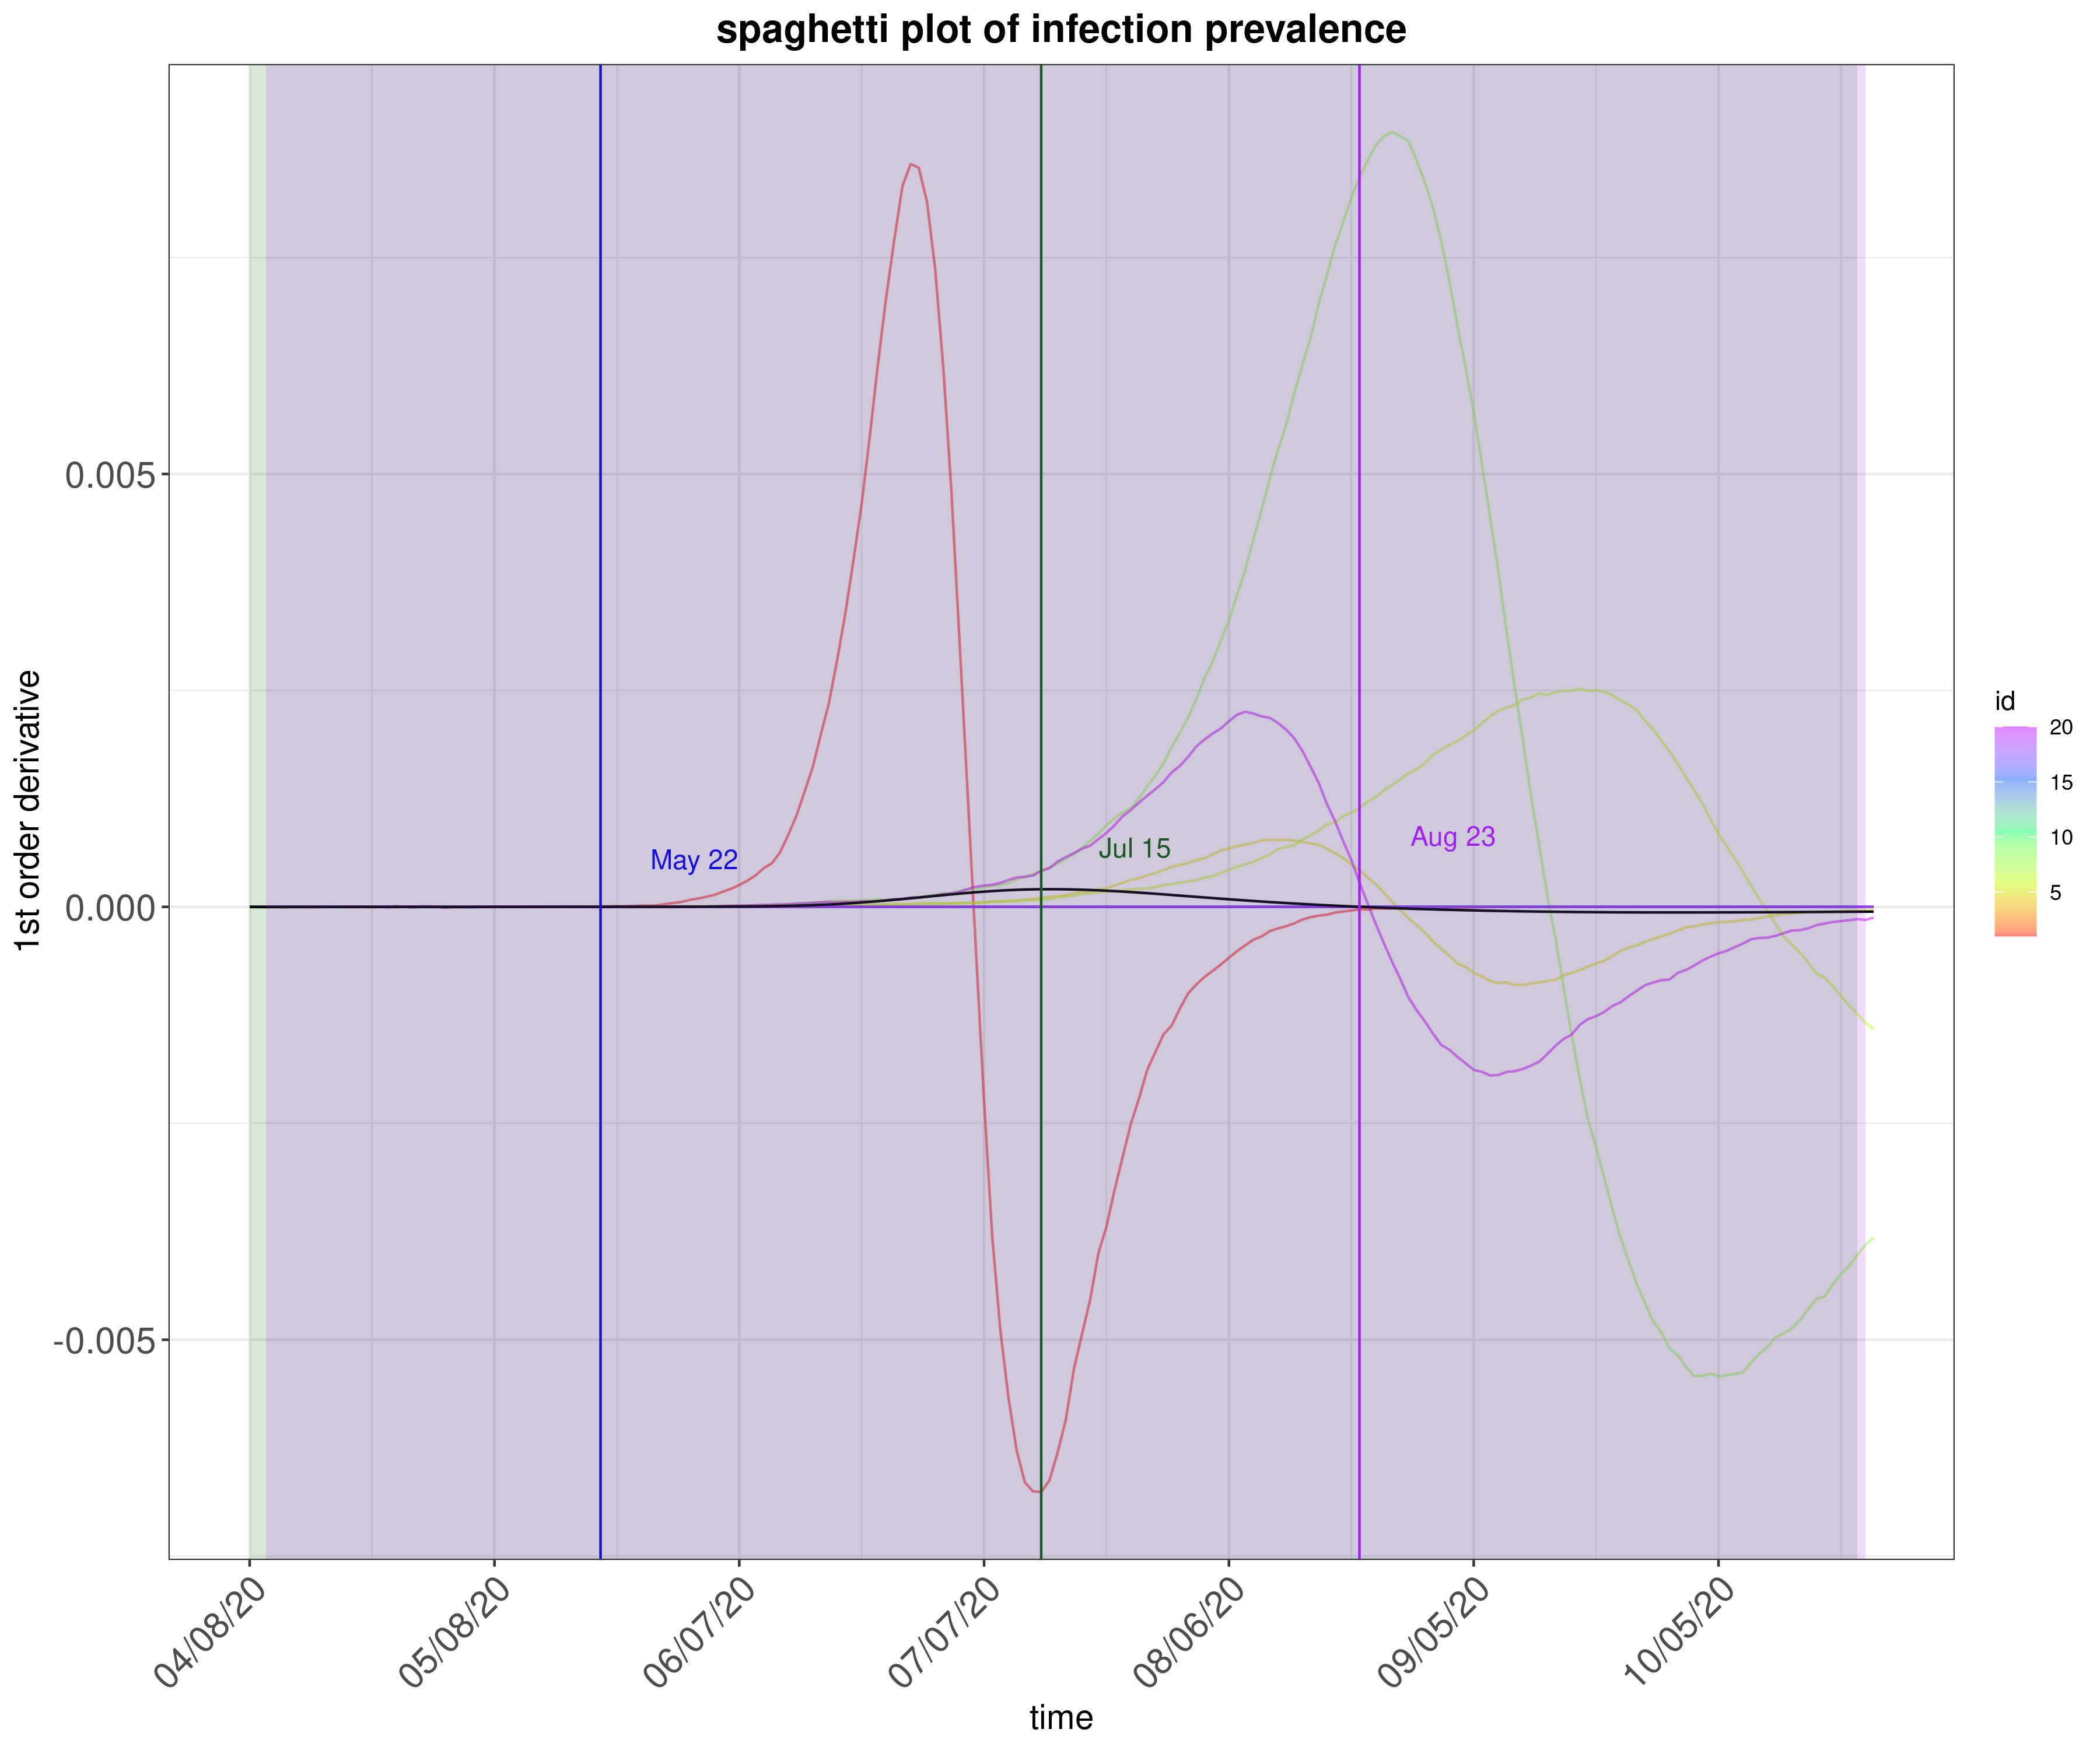 spaghetti plot of infection prevalence
1st order derivative
0.005
0.000
-0.005
May 22
Jul 15
Aug 23
id
20
15
10
5
04/08/20
05/08/20
06/07/20
07/07/20
08/06/20
09/05/20
10/05/20
time